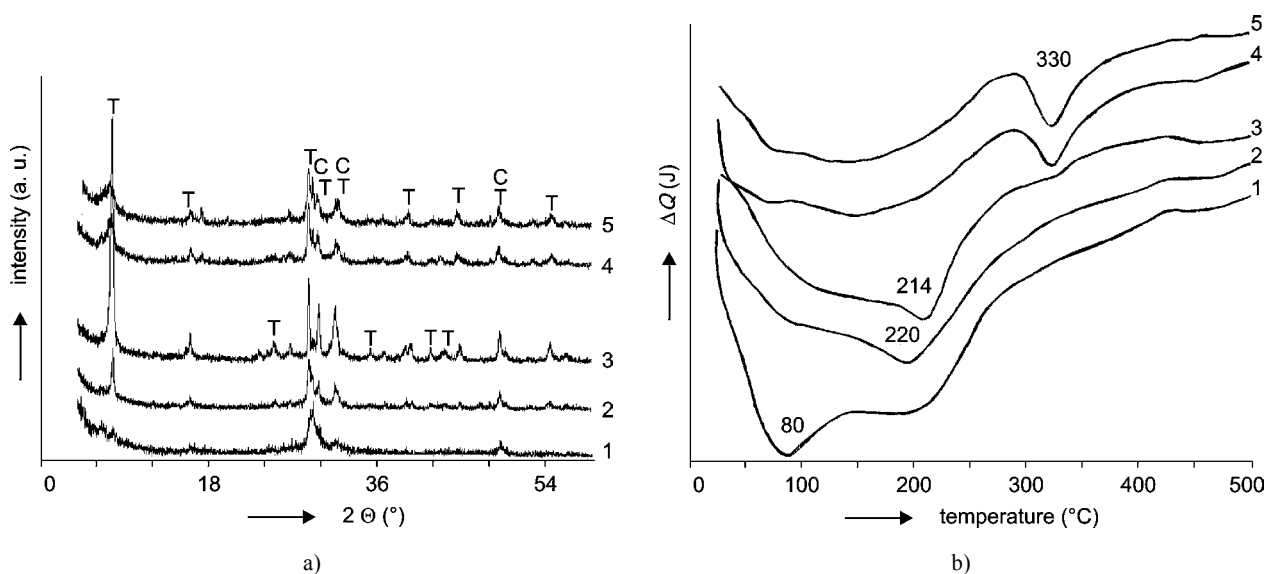 T
T
T
C
T
C
T
T
T
C
T
T
5
4
T
T
T
T
3
2
1
intensity (a. u.)
0 18 36 54
2 Θ (°)
a)
5
330
4
3
2
1
214
220
80
ΔQ (J)
0 100 200 300 400 500
temperature (°C)
b)